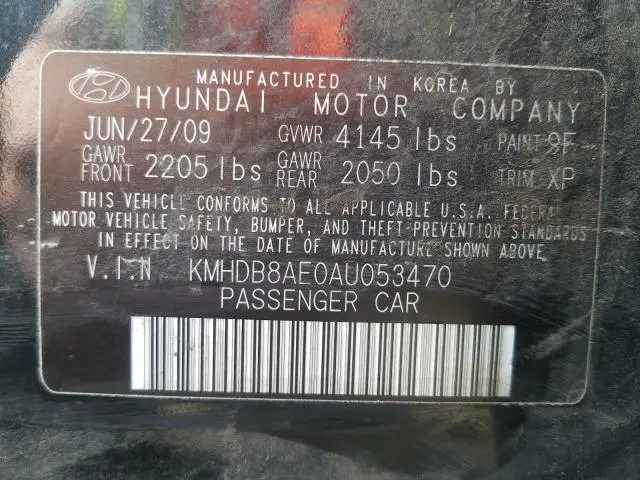 MANUFACTURED IN KOREA BY
HYUNDAI MOTOR COMPANY
JUN/27/09 GVWR 4145 lbs PAINT 9F
GAWR FRONT 2205 lbs GAWR REAR 2050 lbs TRIM XP
THIS VEHICLE CONFORMS TO ALL APPLICABLE U.S.A. FEDERAL
MOTOR VEHICLE SAFETY, BUMPER, AND THEFT PREVENTION STANDARDS
IN EFFECT ON THE DATE OF MANUFACTURE SHOWN ABOVE.
V.I.N KMHDB8AE0AU053470
PASSENGER CAR